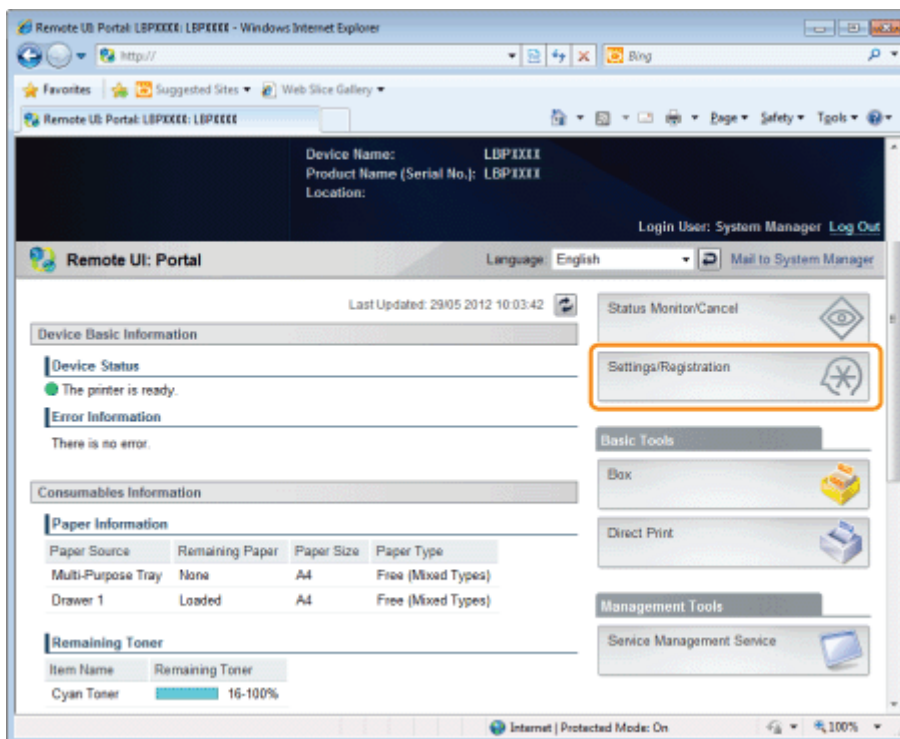 Remote UI: Portal: LBPXXXX: LBPXXXX - Windows Internet Explorer
http://
Bing
Favorites Suggested Sites Web Slice Gallery
Remote UI: Portal: LBPXXXX: LBPXXXX
Page Safety Tools
Device Name: LBPXXXX
Product Name (Serial No.): LBPXXXX
Location:
Login User: System Manager Log Out
Remote UI: Portal
Language: English
Mail to System Manager
Last Updated: 29/05 2012 10:03:42
Device Basic Information
Device Status
The printer is ready.
Error Information
There is no error.
Consumables Information
Paper Information
Paper Source Remaining Paper Paper Size Paper Type
Multi-Purpose Tray None A4 Free (Mixed Types)
Drawer 1 Loaded A4 Free (Mixed Types)
Remaining Toner
Item Name Remaining Toner
Cyan Toner 16-100%
Status Monitor/Cancel
Settings/Registration
Basic Tools
Box
Direct Print
Management Tools
Service Management Service
Internet | Protected Mode: On
100%